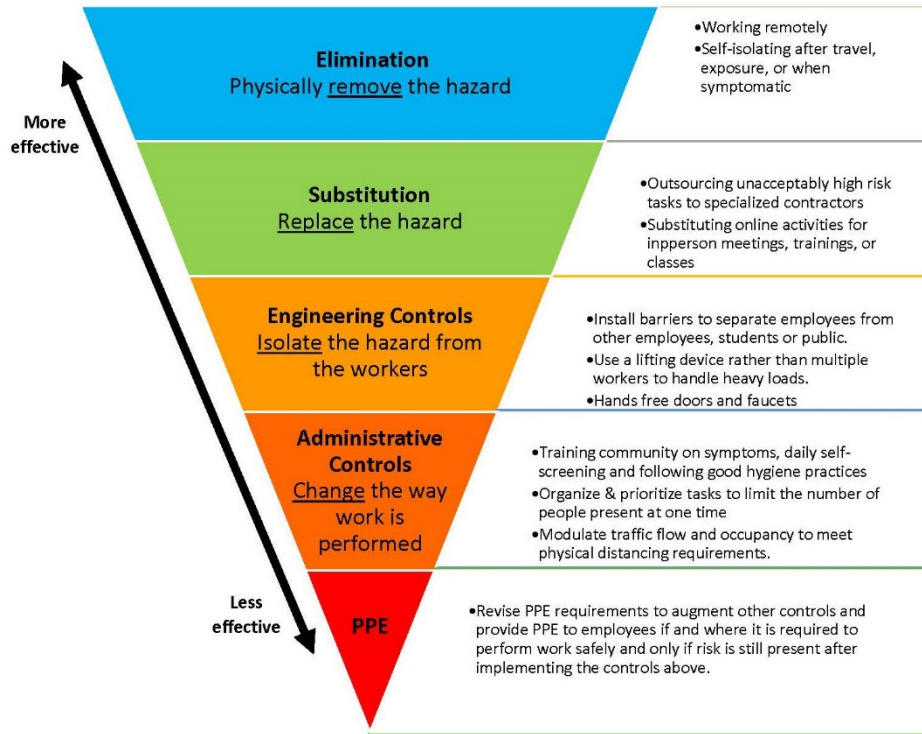 More
effective
Less
effective
Elimination
Physically remove the hazard
•Working remotely
•Self-isolating after travel,
exposure, or when
symptomatic
Substitution
Replace the hazard
•Outsourcing unacceptably high risk
tasks to specialized contractors
•Substituting online activities for
inpperson meetings, trainings, or
classes
Engineering Controls
Isolate the hazard from
the workers
•Install barriers to separate employees from
other employees, students or public.
•Use a lifting device rather than multiple
workers to handle heavy loads.
•Hands free doors and faucets
Administrative
Controls
Change the way
work is
performed
•Training community on symptoms, daily self-
screening and following good hygiene practices
•Organize & prioritize tasks to limit the number of
people present at one time
•Modulate traffic flow and occupancy to meet
physical distancing requirements.
PPE
•Revise PPE requirements to augment other controls and
provide PPE to employees if and where it is required to
perform work safely and only if risk is still present after
implementing the controls above.